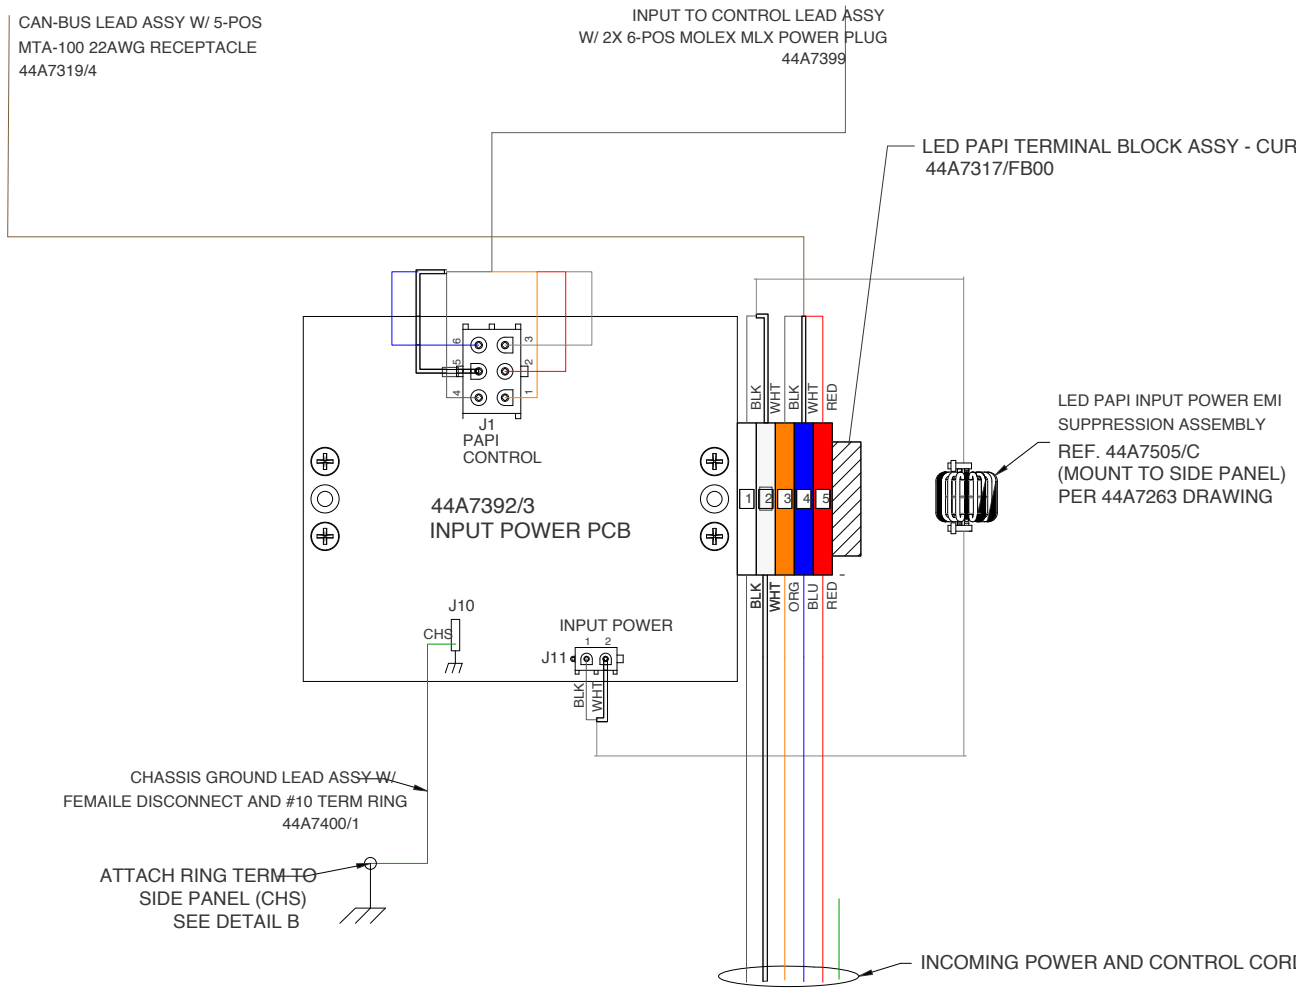 CAN-BUS LEAD ASSY W/ 5-POS
MTA-100 22AWG RECEPTACLE
44A7319/4
INPUT TO CONTROL LEAD ASSY
W/ 2X 6-POS MOLEX MLX POWER PLUG
44A7399
LED PAPI TERMINAL BLOCK ASSY - CUR
44A7317/FB00
6
3
5
2
4
1
J1
PAPI
CONTROL
BLK
WHT
BLK
WHT
RED
LED PAPI INPUT POWER EMI
SUPPRESSION ASSEMBLY
REF. 44A7505/C
(MOUNT TO SIDE PANEL)
PER 44A7263 DRAWING
1
2
3
4
5
44A7392/3
INPUT POWER PCB
BLK
WHT
ORG
BLU
RED
J10
CHS
INPUT POWER
1
2
J11
BLK
WHT
CHASSIS GROUND LEAD ASSY W/
FEMAILE DISCONNECT AND #10 TERM RING
44A7400/1
ATTACH RING TERM TO
SIDE PANEL (CHS)
SEE DETAIL B
INCOMING POWER AND CONTROL CORD